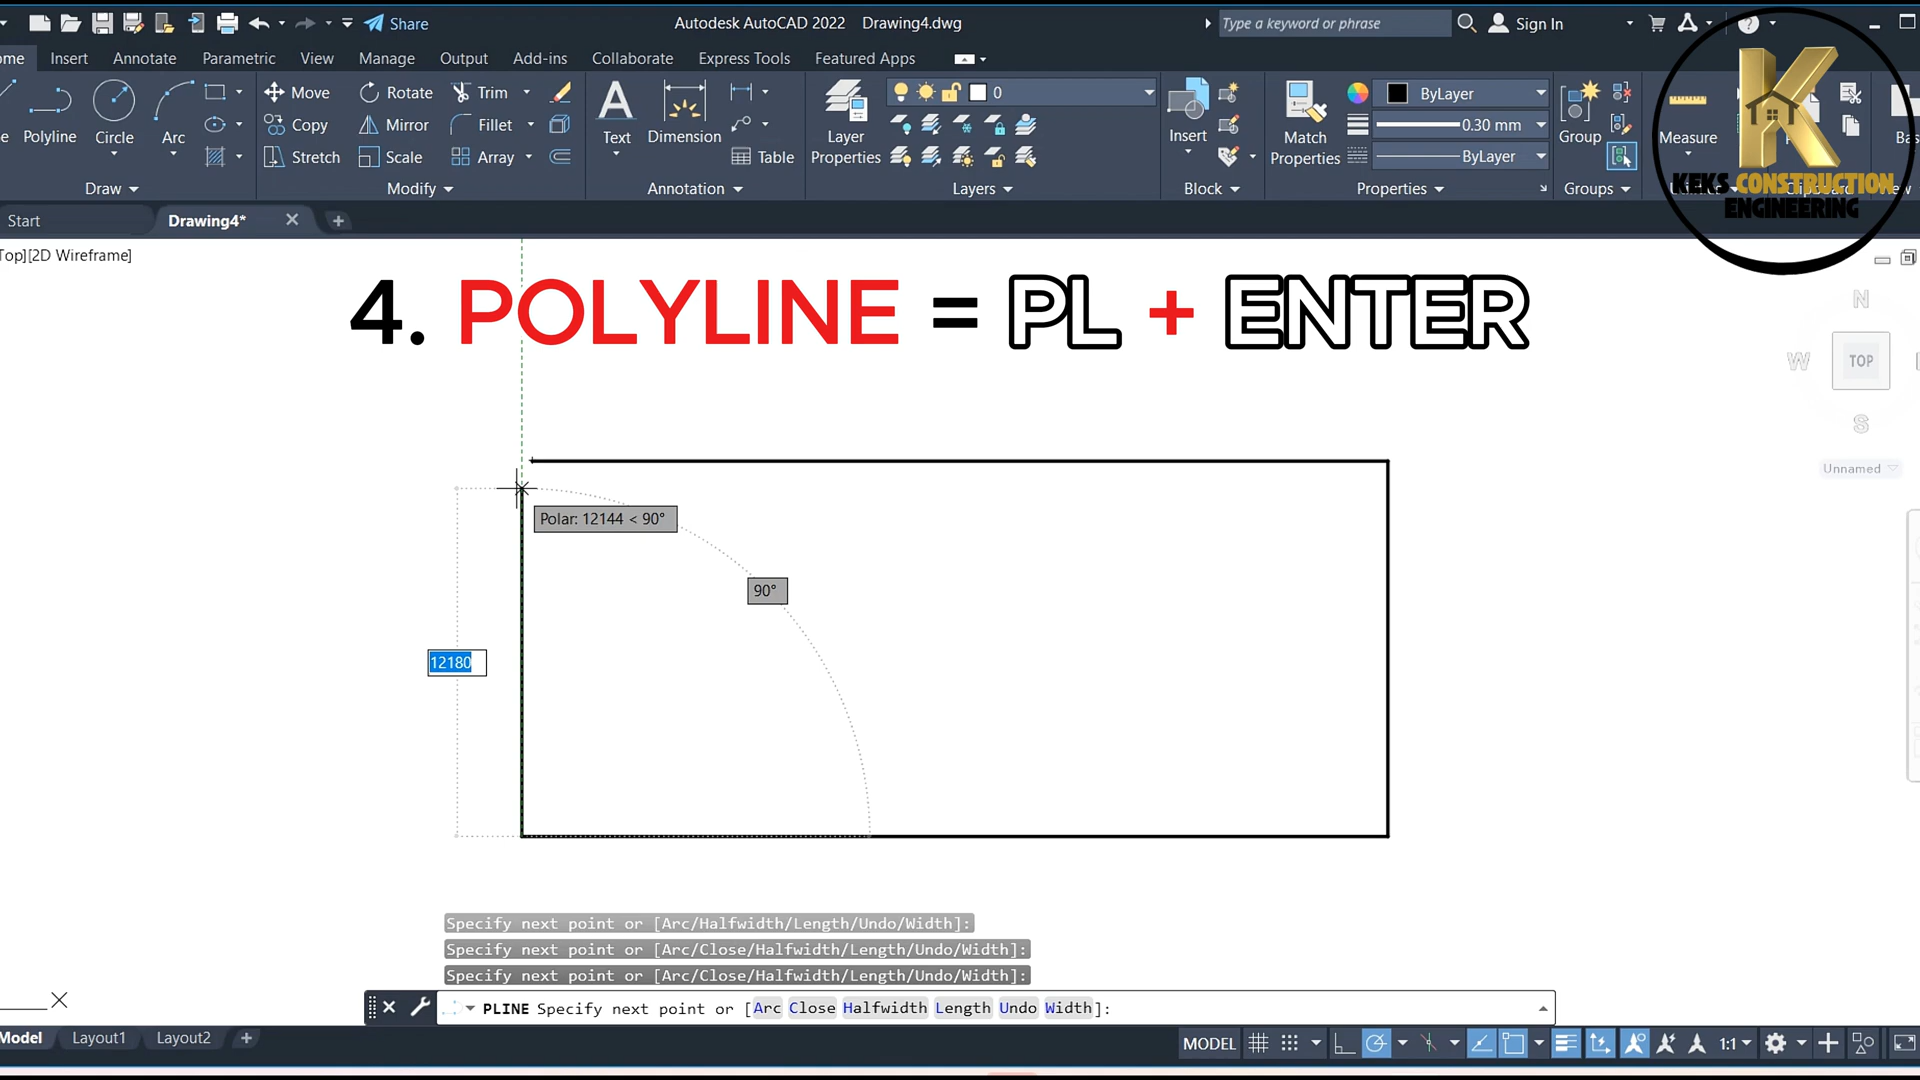 Share
Autodesk AutoCAD 2022 Drawing4.dwg
Type a keyword or phrase
Sign In
ome Insert Annotate Parametric View Manage Output Add-ins Collaborate Express Tools Featured Apps
Polyline
Circle
Arc
Move Rotate Trim
Copy Mirror Fillet
Stretch Scale Array
Text
Dimension
Table
Layer
Properties
0
Insert
Match
Properties
ByLayer
0.30 mm
ByLayer
Group
Measure
Bas
Draw Modify Annotation Layers Block Properties Groups
KEKS CONSTRUCTION
ENGINEERING
Start Drawing4*
Top][2D Wireframe]
4. POLYLINE = PL + ENTER
N
W
TOP
S
Unnamed
Polar: 12144 < 90°
90°
12180
Specify next point or [Arc/Halfwidth/Length/Undo/Width]:
Specify next point or [Arc/Close/Halfwidth/Length/Undo/Width]:
Specify next point or [Arc/Close/Halfwidth/Length/Undo/Width]:
PLINE Specify next point or [Arc Close Halfwidth Length Undo Width]:
Model Layout1 Layout2
MODEL
1:1